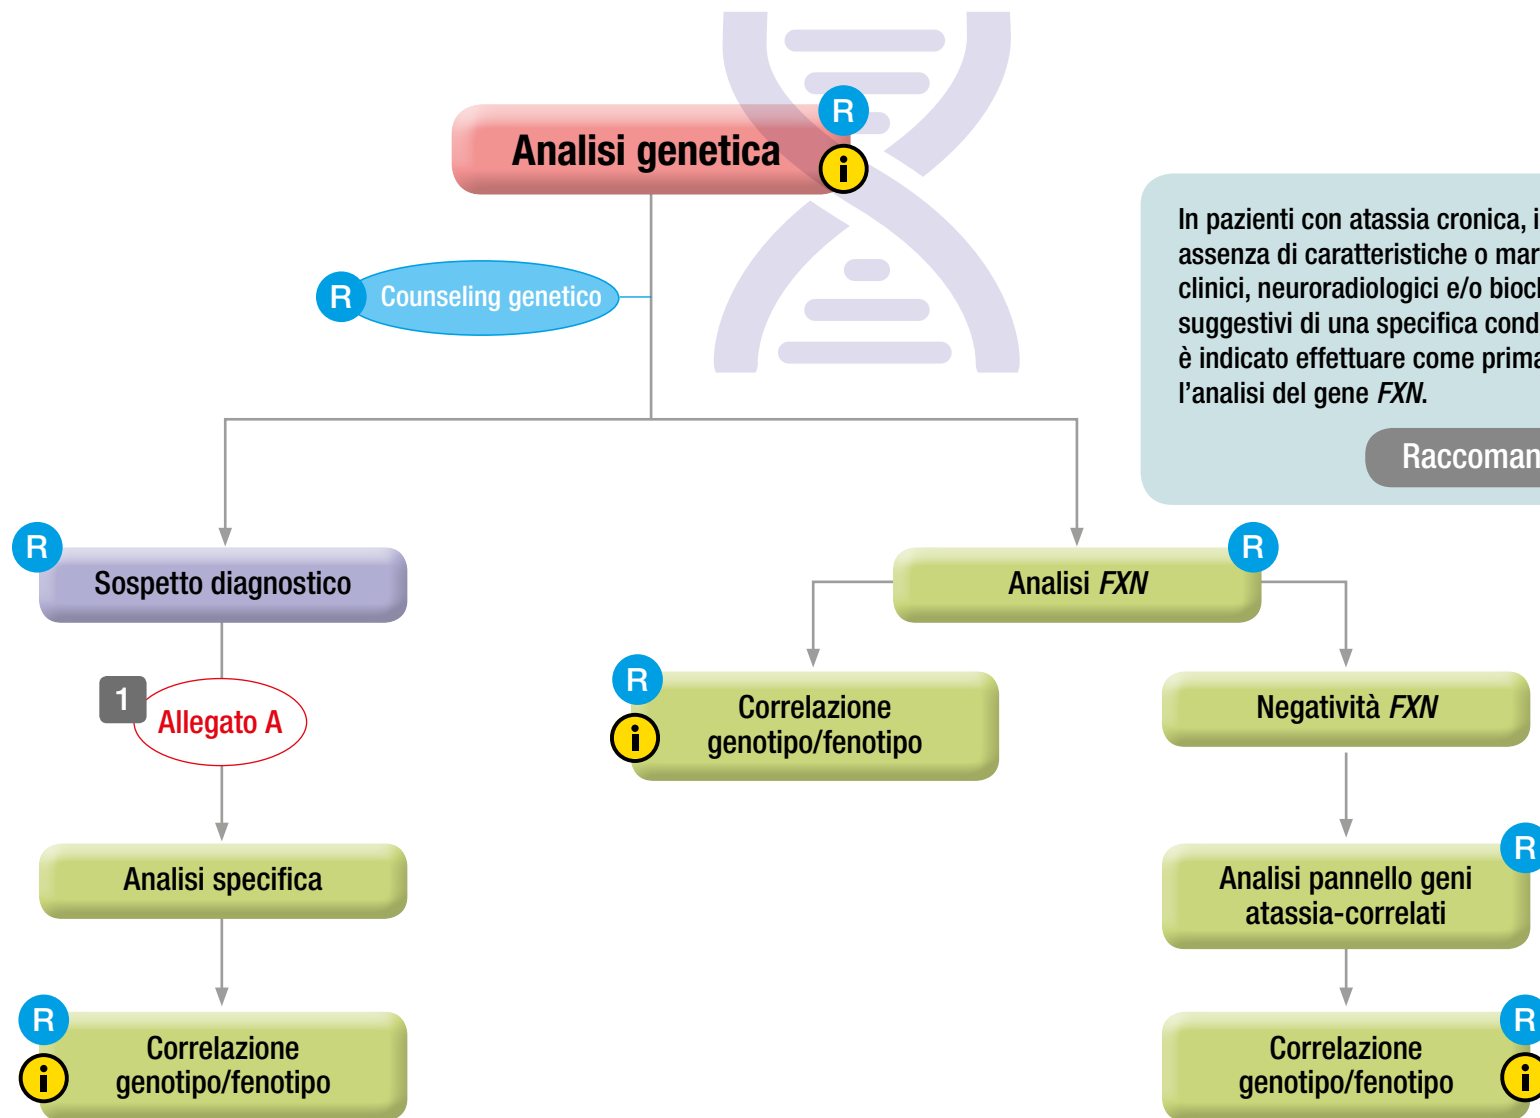 Analisi genetica
R
i
R
Counseling genetico
In pazienti con atassia cronica, i
assenza di caratteristiche o mar
clinici, neuroradiologici e/o bioc
suggestivi di una specifica cond
è indicato effettuare come prima
l'analisi del gene FXN.
Raccoman
R
Sospetto diagnostico
1
Allegato A
Analisi specifica
R
i
Correlazione
genotipo/fenotipo
R
Analisi FXN
R
i
Correlazione
genotipo/fenotipo
Negatività FXN
R
Analisi pannello geni
atassia-correlati
R
i
Correlazione
genotipo/fenotipo